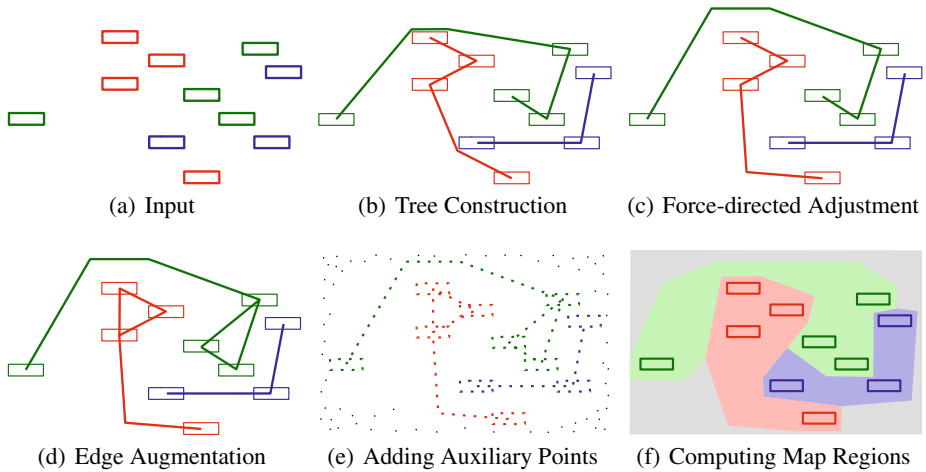 (a) Input
(b) Tree Construction
(c) Force-directed Adjustment
(d) Edge Augmentation
(e) Adding Auxiliary Points
(f) Computing Map Regions